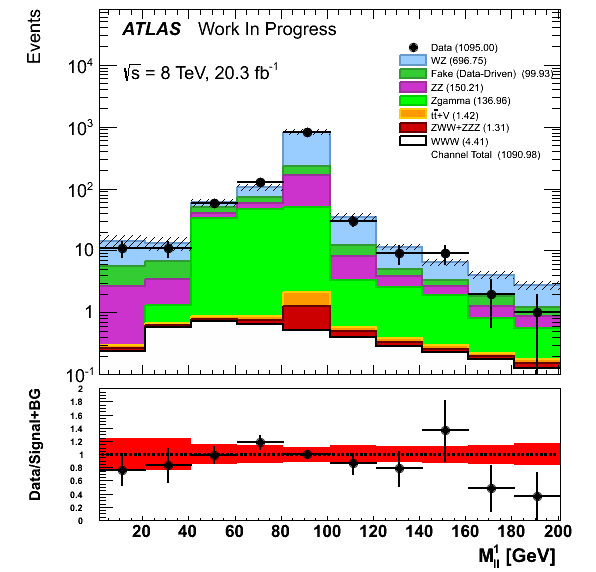 Events
ATLAS Work In Progress
√s = 8 TeV, 20.3 fb⁻¹
Data (1095.00)
WZ (696.75)
Fake (Data-Driven) (99.93)
ZZ (150.21)
Zgamma (136.96)
tt̄+V (1.42)
ZWW+ZZZ (1.31)
WWW (4.41)
Channel Total (1090.98)
10⁴
10³
10²
10
1
10⁻¹
Data/Signal+BG
2
1.8
1.6
1.4
1.2
1
0.8
0.6
0.4
0.2
0
20 40 60 80 100 120 140 160 180 200
M¹ll [GeV]